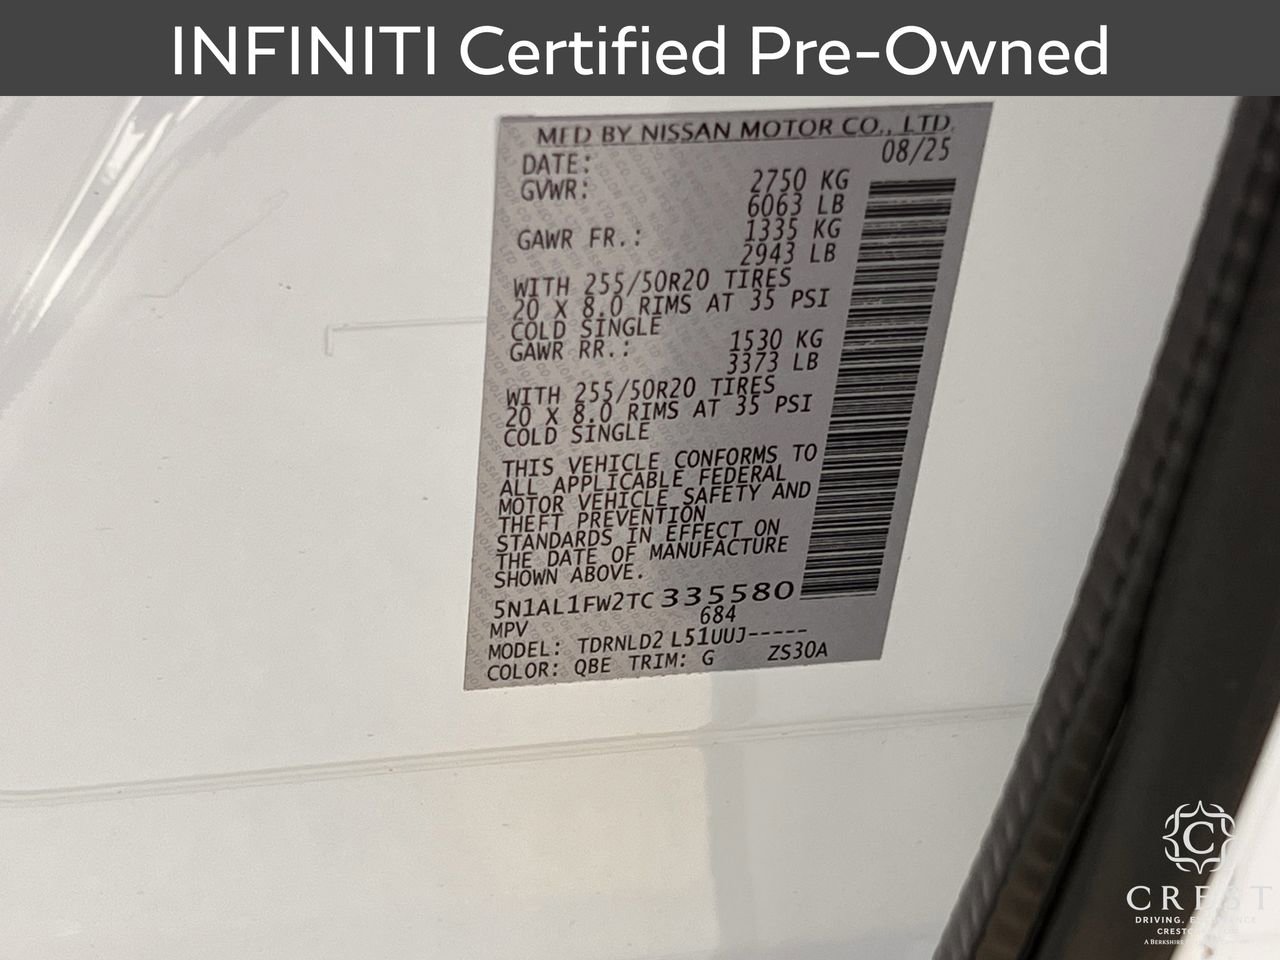 INFINITI Certified Pre-Owned
MFD BY NISSAN MOTOR CO., LTD.
DATE: 08/25
GVWR: 2750 KG
6063 LB
GAWR FR.: 1335 KG
2943 LB
WITH 255/50R20 TIRES
20 X 8.0 RIMS AT 35 PSI
COLD SINGLE
GAWR RR.: 1530 KG
3373 LB
WITH 255/50R20 TIRES
20 X 8.0 RIMS AT 35 PSI
COLD SINGLE
THIS VEHICLE CONFORMS TO
ALL APPLICABLE FEDERAL
MOTOR VEHICLE SAFETY AND
THEFT PREVENTION
STANDARDS IN EFFECT ON
THE DATE OF MANUFACTURE
SHOWN ABOVE.
5N1AL1FW2TC335580
MPV 684
MODEL: TDRNLD2 L51UUJ-----
COLOR: QBE TRIM: G ZS30A
C
CREST
DRIVING.
A BERKSHIRE